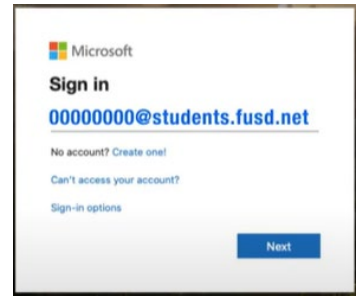 Microsoft
Sign in
00000000@students.fusd.net
No account? Create one!
Can't access your account?
Sign-in options
Next